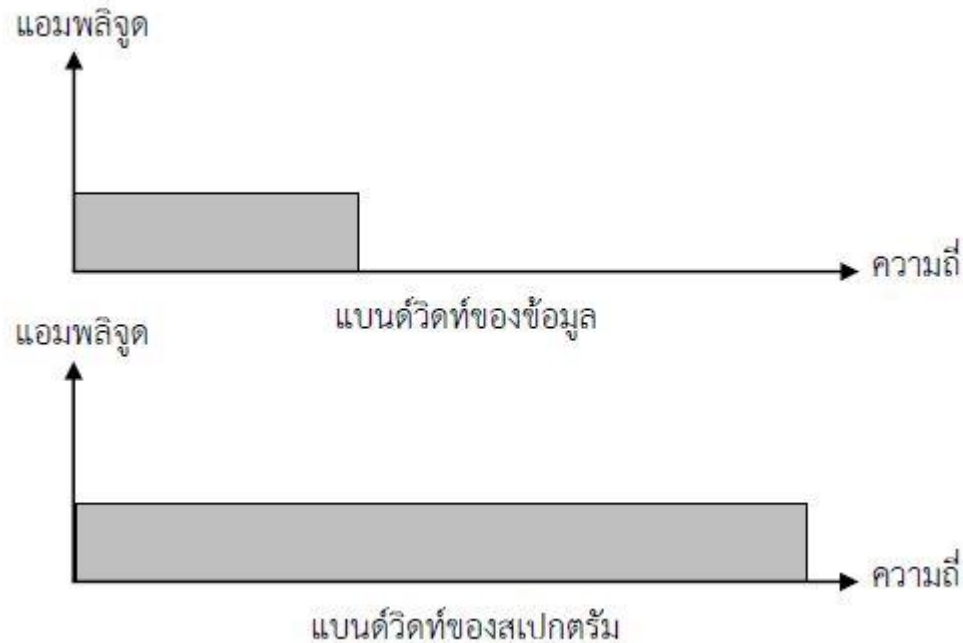 แอมพลิจูด
ความถี่
แบนด์วิดท์ของข้อมูล
แอมพลิจูด
ความถี่
แบนด์วิดท์ของสเปกตรัม